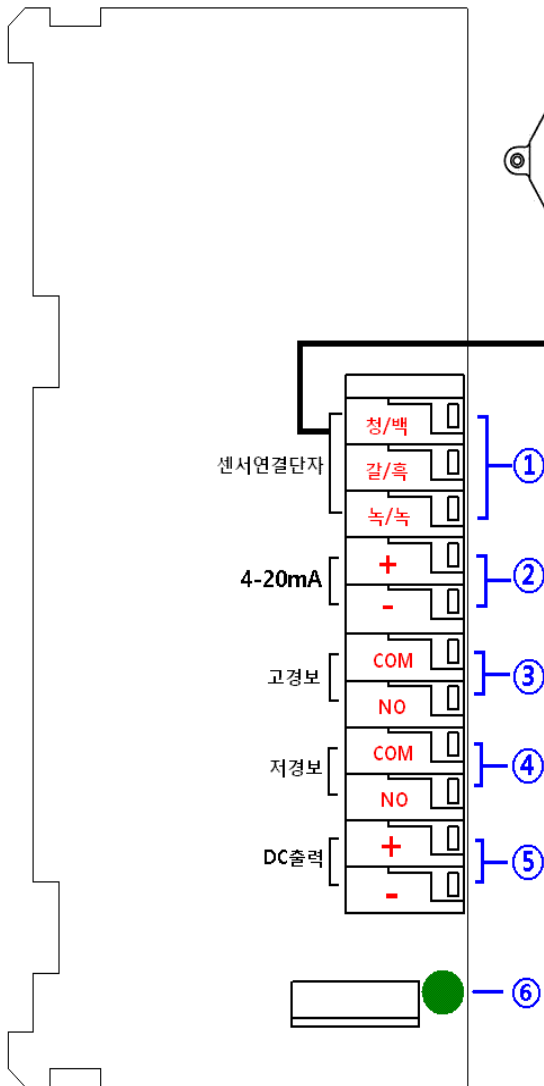 청/백
센서연결단자
갈/흑
①
녹/녹
4-20mA
+
②
-
고경보
COM
③
NO
저경보
COM
④
NO
DC출력
+
⑤
-
⑥